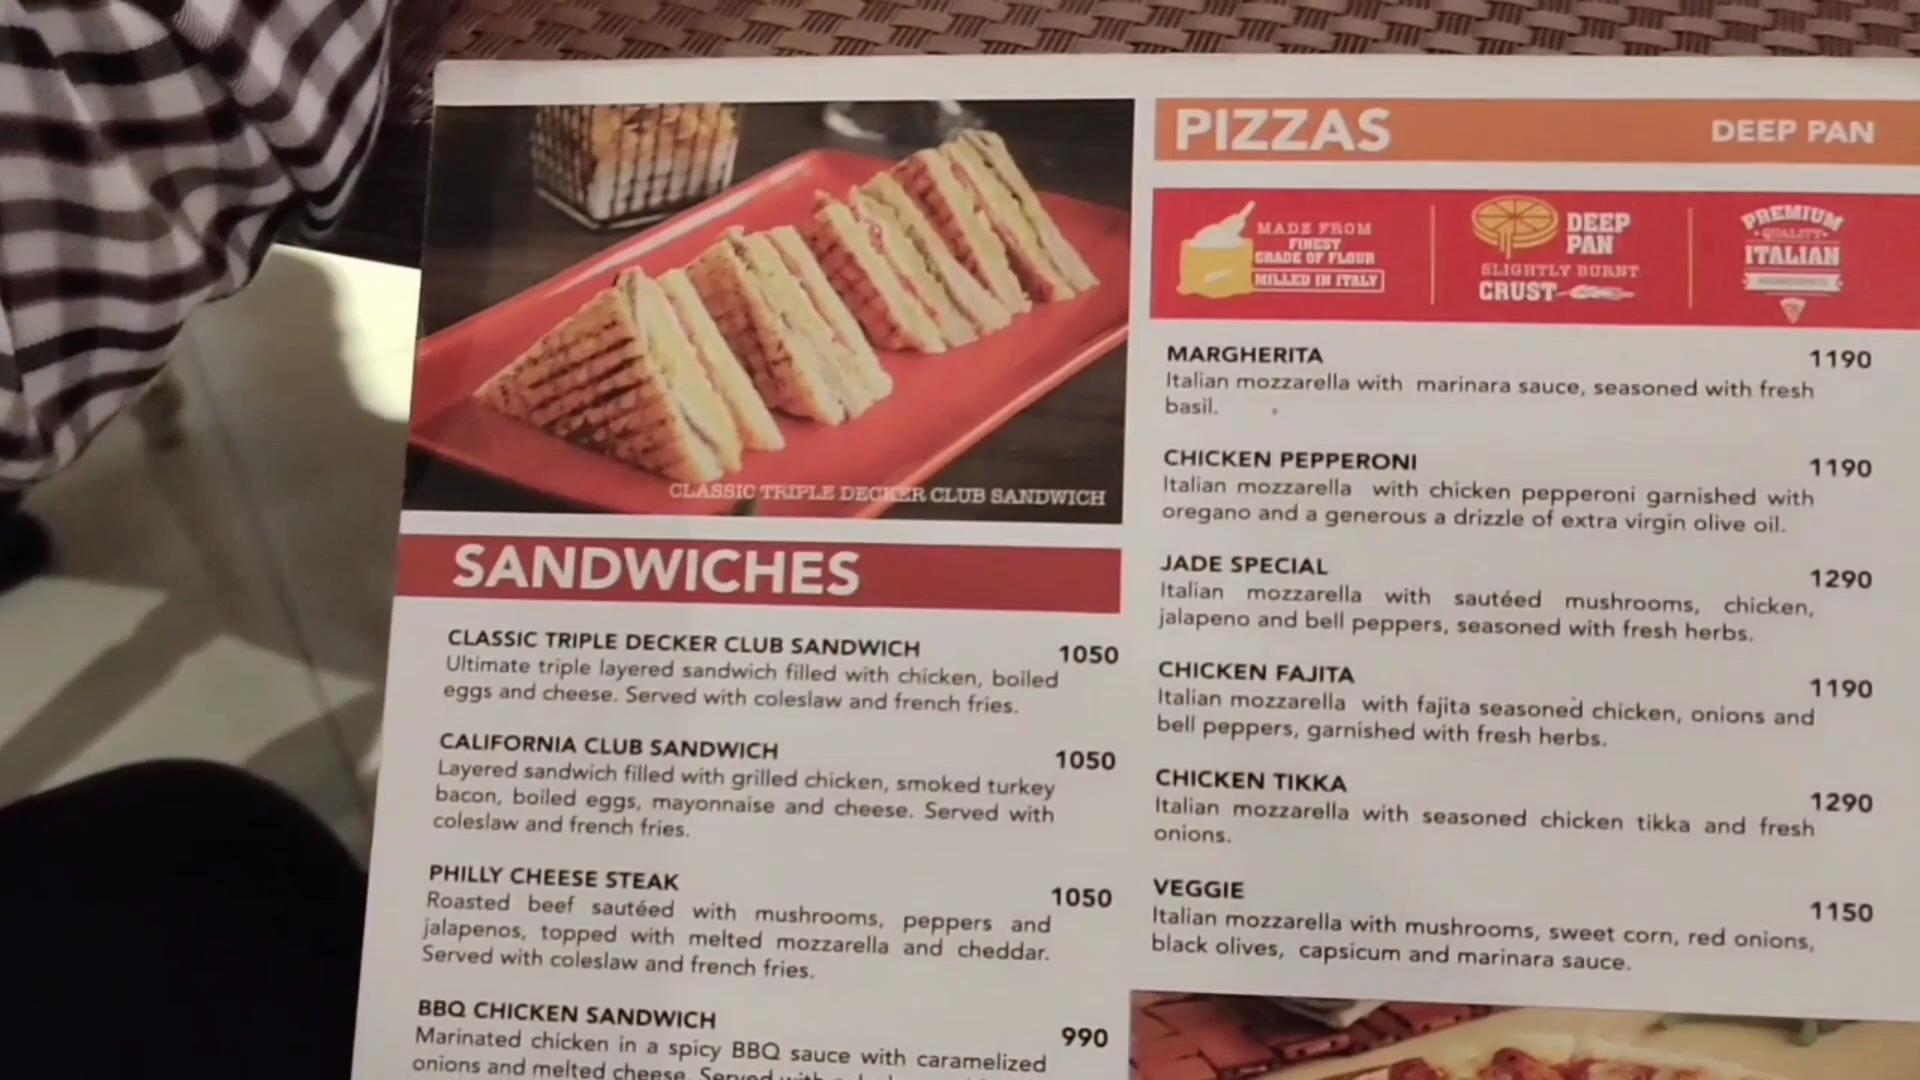 CLASSIC TRIPLE DECKER CLUB SANDWICH
SANDWICHES
CLASSIC TRIPLE DECKER CLUB SANDWICH 1050
Ultimate triple layered sandwich filled with chicken, boiled
eggs and cheese. Served with coleslaw and french fries.
CALIFORNIA CLUB SANDWICH 1050
Layered sandwich filled with grilled chicken, smoked turkey
bacon, boiled eggs, mayonnaise and cheese. Served with
coleslaw and french fries.
PHILLY CHEESE STEAK 1050
Roasted beef sautéed with mushrooms, peppers and
jalapenos, topped with melted mozzarella and cheddar.
Served with coleslaw and french fries.
BBQ CHICKEN SANDWICH 990
Marinated chicken in a spicy BBQ sauce with caramelized
onions and melted cheese. Served with
PIZZAS DEEP PAN
MADE FROM
FINEST
GRADE OF FLOUR
MILLED IN ITALY
DEEP
PAN
SLIGHTLY BURNT
CRUST
PREMIUM
QUALITY
ITALIAN
MARGHERITA 1190
Italian mozzarella with marinara sauce, seasoned with fresh
basil.
CHICKEN PEPPERONI 1190
Italian mozzarella with chicken pepperoni garnished with
oregano and a generous a drizzle of extra virgin olive oil.
JADE SPECIAL 1290
Italian mozzarella with sautéed mushrooms, chicken,
jalapeno and bell peppers, seasoned with fresh herbs.
CHICKEN FAJITA 1190
Italian mozzarella with fajita seasoned chicken, onions and
bell peppers, garnished with fresh herbs.
CHICKEN TIKKA 1290
Italian mozzarella with seasoned chicken tikka and fresh
onions.
VEGGIE 1150
Italian mozzarella with mushrooms, sweet corn, red onions,
black olives, capsicum and marinara sauce.